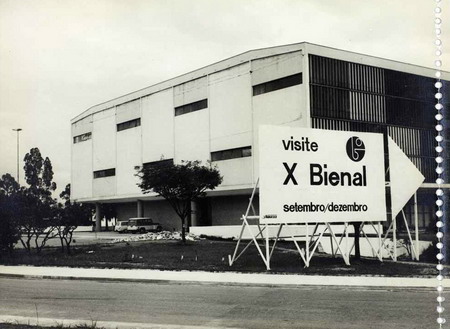 visite
X Bienal
setembro/dezembro